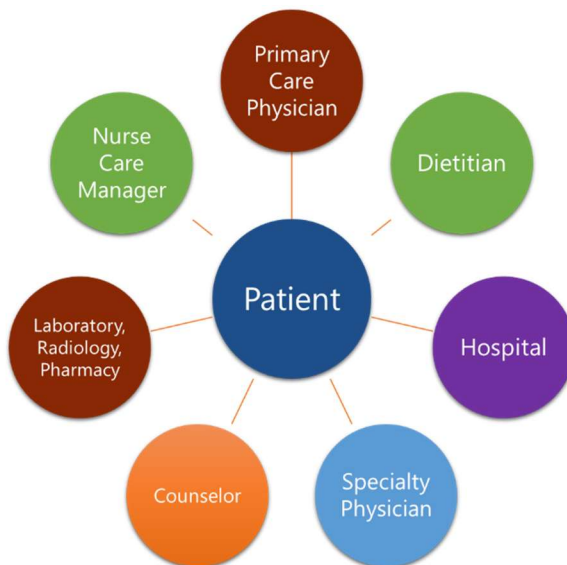 Primary
Care
Physician
Nurse
Care
Manager
Dietitian
Patient
Laboratory,
Radiology,
Pharmacy
Hospital
Counselor
Specialty
Physician